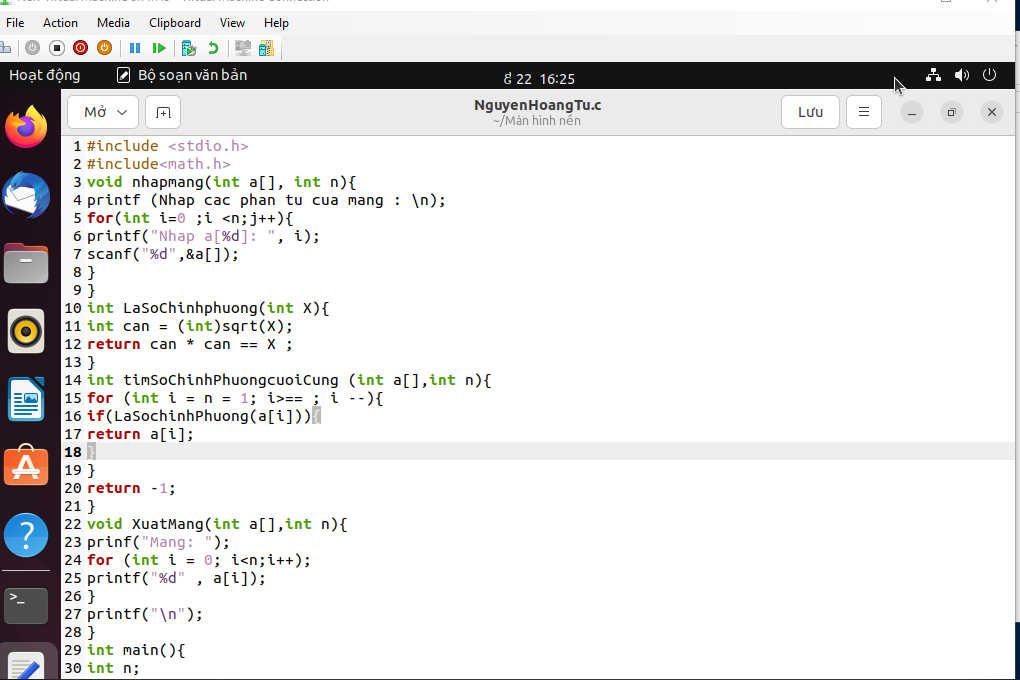 File Action Media Clipboard View Help
Hoạt động Bộ soạn văn bản 22 16:25
Mở NguyenHoangTu.c Lưu
~/Màn hình nền
1 #include <stdio.h>
2 #include<math.h>
3 void nhapmang(int a[], int n){
4 printf (Nhap cac phan tu cua mang : \n);
5 for(int i=0 ;i <n;j++){
6 printf("Nhap a[%d]: ", i);
7 scanf("%d",&a[]);
8 }
9 }
10 int LaSoChinhphuong(int X){
11 int can = (int)sqrt(X);
12 return can * can == X ;
13 }
14 int timSoChinhPhuongcuoiCung (int a[],int n){
15 for (int i = n = 1; i>== ; i --){
16 if(LaSochinhPhuong(a[i])){
17 return a[i];
18 }
19 }
20 return -1;
21 }
22 void XuatMang(int a[],int n){
23 prinf("Mang: ");
24 for (int i = 0; i<n;i++);
25 printf("%d" , a[i]);
26 }
27 printf("\n");
28 }
29 int main(){
30 int n;